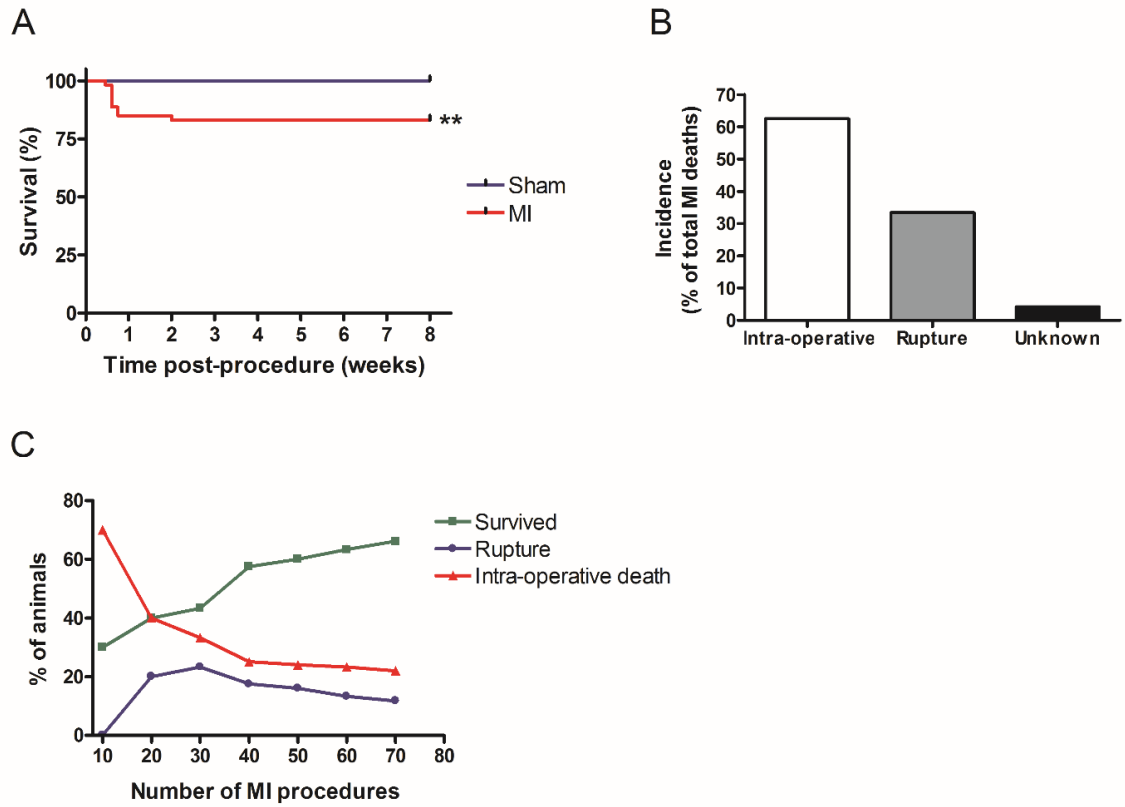 A
100
75
50
25
0
Survival (%)
**
Sham
MI
0 1 2 3 4 5 6 7 8
Time post-procedure (weeks)
B
70
60
50
40
30
20
10
0
Incidence
(% of total MI deaths)
Intra-operative Rupture Unknown
C
80
60
40
20
0
% of animals
Survived
Rupture
Intra-operative death
10 20 30 40 50 60 70 80
Number of MI procedures